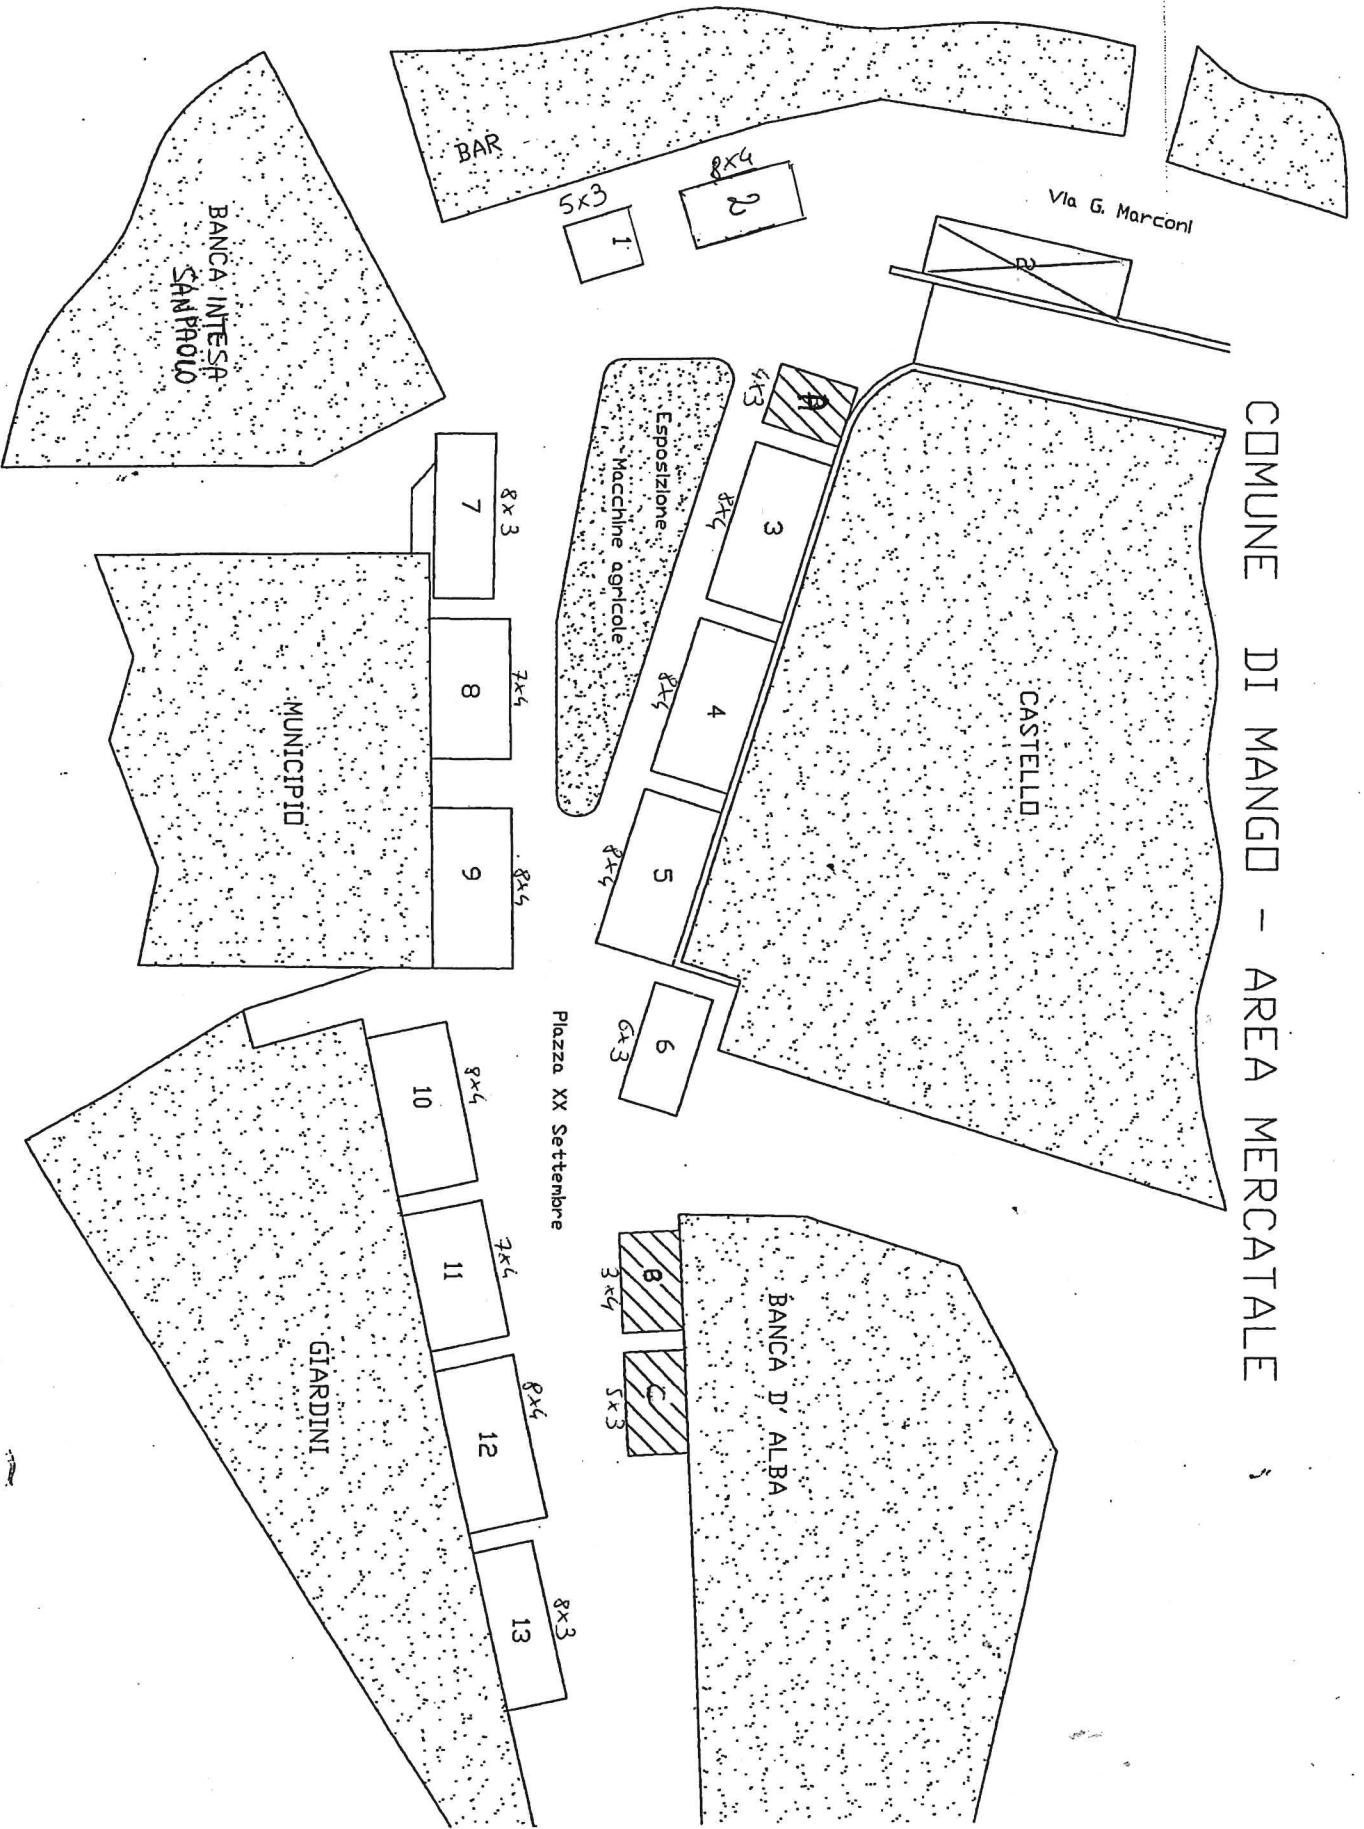 COMUNE DI MANGO - AREA MERCATALE
Via G. Marconi
2
BAR
8x4
2
5x3
1
BANCA INTESA
SANPAOLO
CASTELLO
A
4x3
3
8x4
4
8x4
5
8x4
6
6x3
Esposizione
Macchine agricole
8x3
7
7x4
8
8x4
9
MUNICIPIO
Piazza XX Settembre
BANCA D' ALBA
B
3x4
C
5x3
8x4
10
7x4
11
8x4
12
8x3
13
GIARDINI